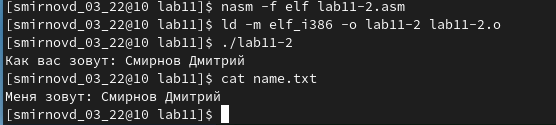 [smirnovd_03_22@10 lab11]$ nasm -f elf lab11-2.asm
[smirnovd_03_22@10 lab11]$ ld -m elf_i386 -o lab11-2 lab11-2.o
[smirnovd_03_22@10 lab11]$ ./lab11-2
Как вас зовут: Смирнов Дмитрий
[smirnovd_03_22@10 lab11]$ cat name.txt
Меня зовут: Смирнов Дмитрий
[smirnovd_03_22@10 lab11]$